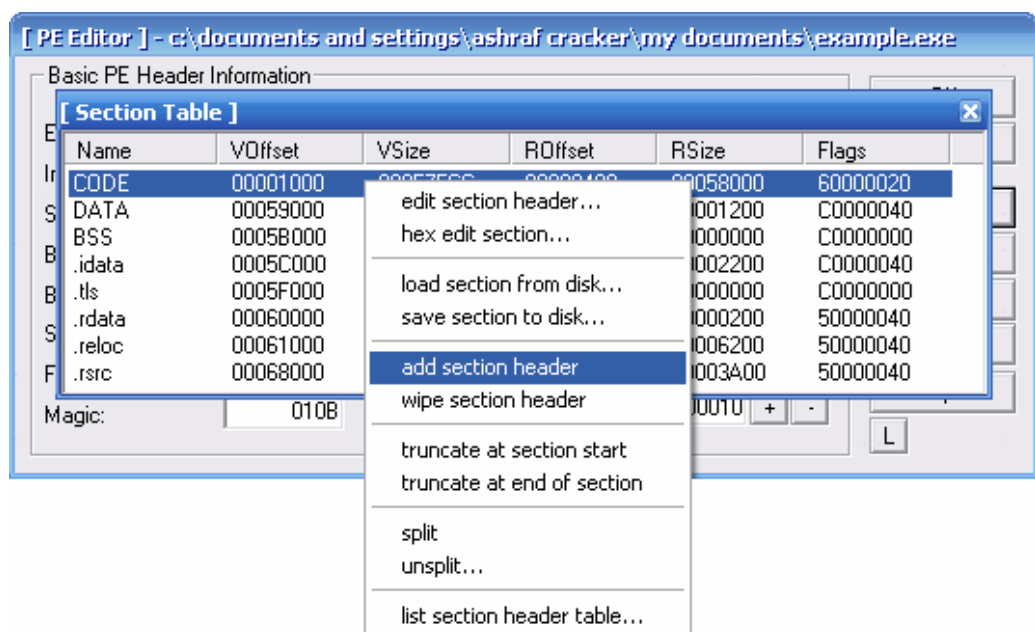 [ PE Editor ] - c:\documents and settings\ashraf cracker\my documents\example.exe
Basic PE Header Information
[ Section Table ]
Name VOffset VSize ROffset RSize Flags
CODE 00001000 00058000 60000020
DATA 00059000 C0000040
BSS 0005B000 C0000000
.idata 0005C000 C0000040
.tls 0005F000 C0000000
.rdata 00060000 50000040
.reloc 00061000 50000040
.rsrc 00068000 50000040
Magic: 010B + -
L
edit section header...
hex edit section...
load section from disk...
save section to disk...
add section header
wipe section header
truncate at section start
truncate at end of section
split
unsplit...
list section header table...